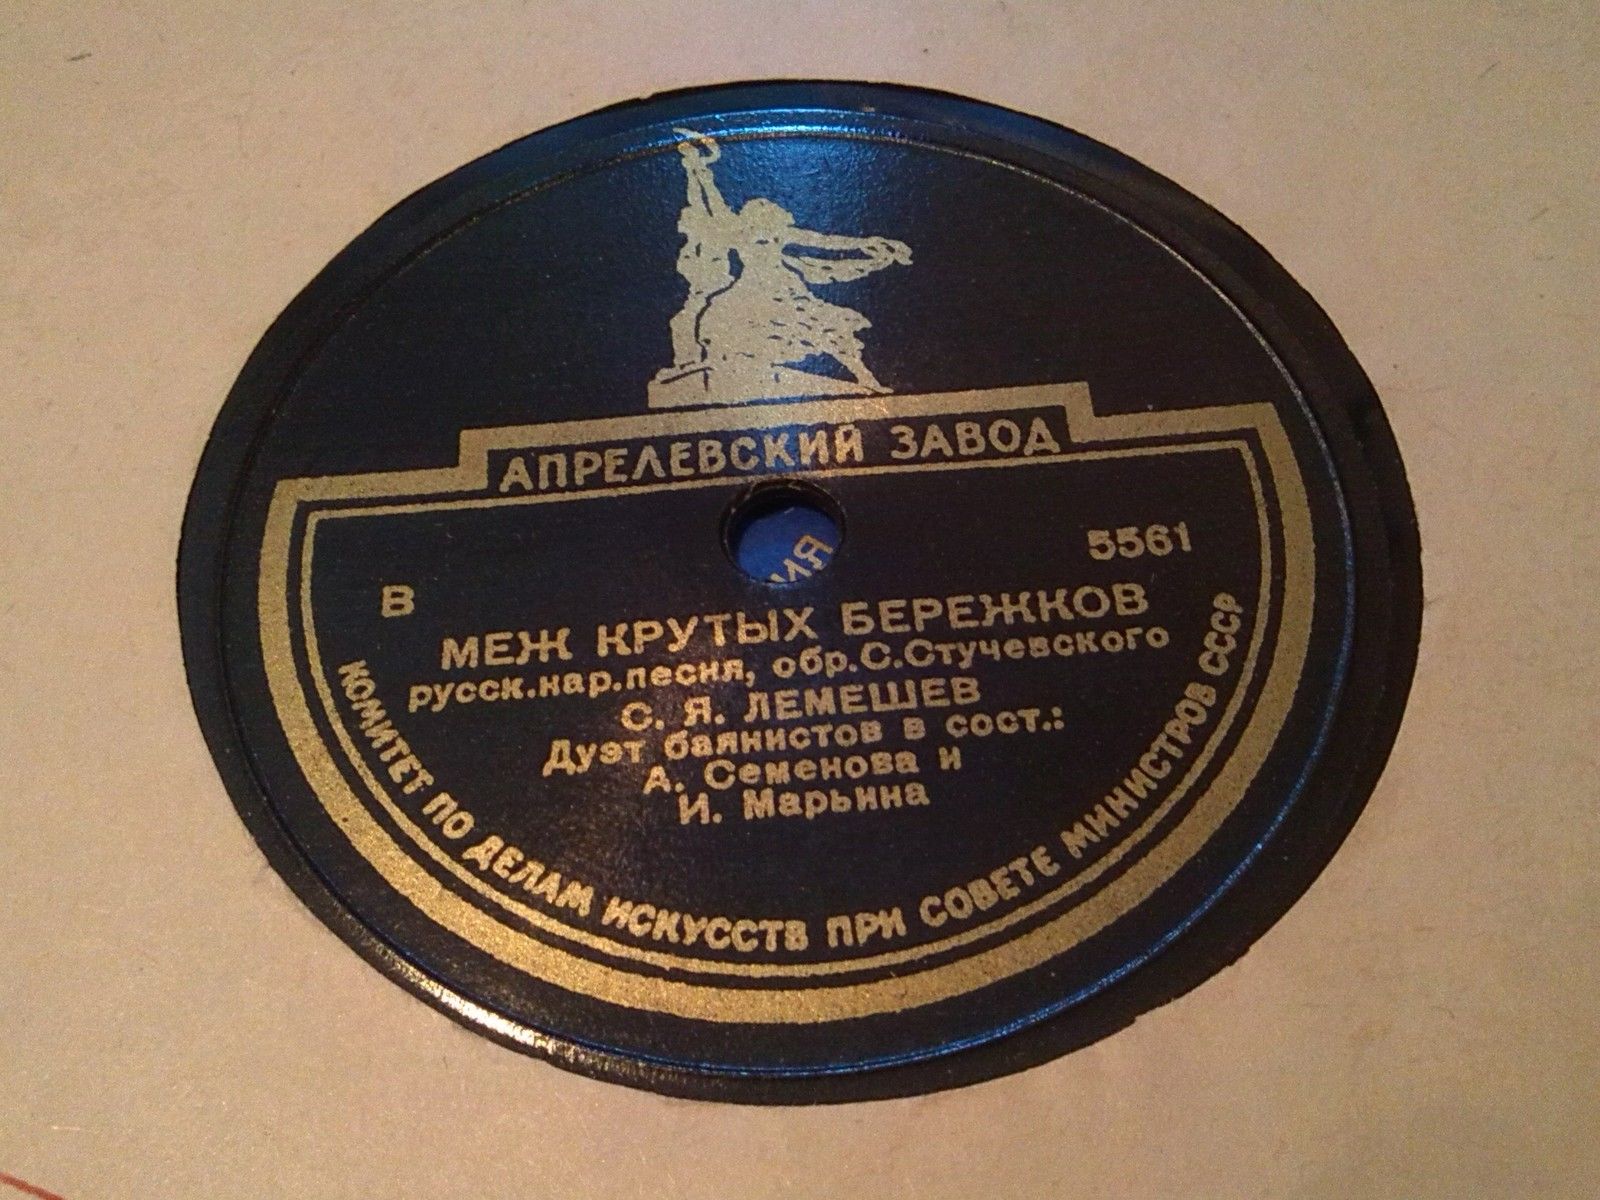 АПРЕЛЕВСКИЙ ЗАВОД
5561
В
МЕЖ КРУТЫХ БЕРЕЖКОВ
русск.нар.песня, обр.С.Стучевского
С. Я. ЛЕМЕШЕВ
Дуэт баянистов в сост.:
А. Семенова и
И. Марьина
КОМИТЕТ ПО ДЕЛАМ ИСКУССТВ ПРИ СОВЕТЕ МИНИСТРОВ СССР